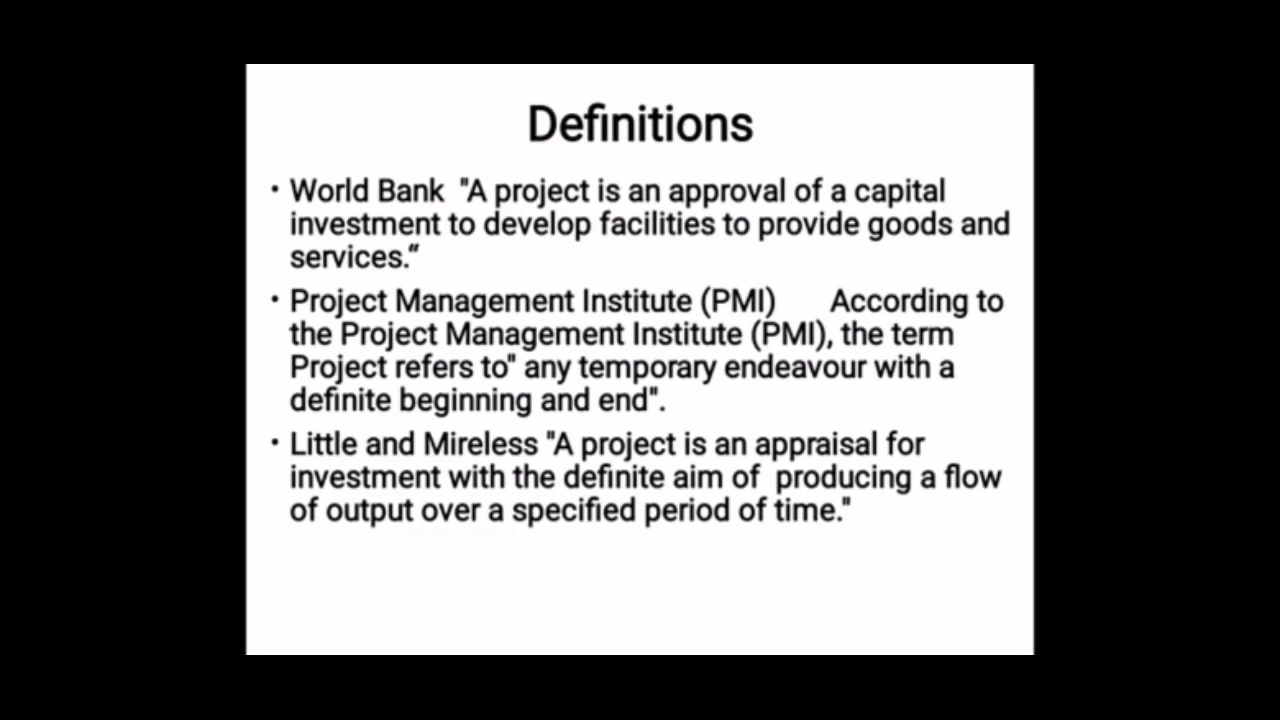 Definitions
• World Bank "A project is an approval of a capital
investment to develop facilities to provide goods and
services.“
• Project Management Institute (PMI) According to
the Project Management Institute (PMI), the term
Project refers to" any temporary endeavour with a
definite beginning and end".
• Little and Mireless "A project is an appraisal for
investment with the definite aim of producing a flow
of output over a specified period of time."